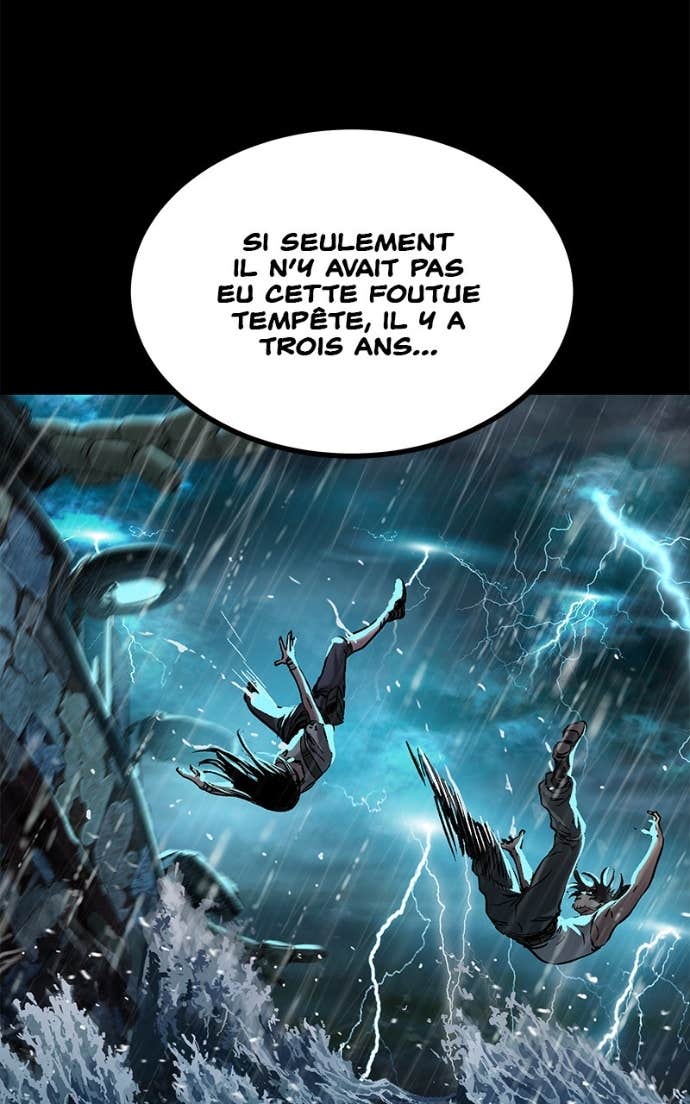 SI SEULEMENT
IL N'Y AVAIT PAS
EU CETTE FOUTUE
TEMPÊTE, IL Y A
TROIS ANS...